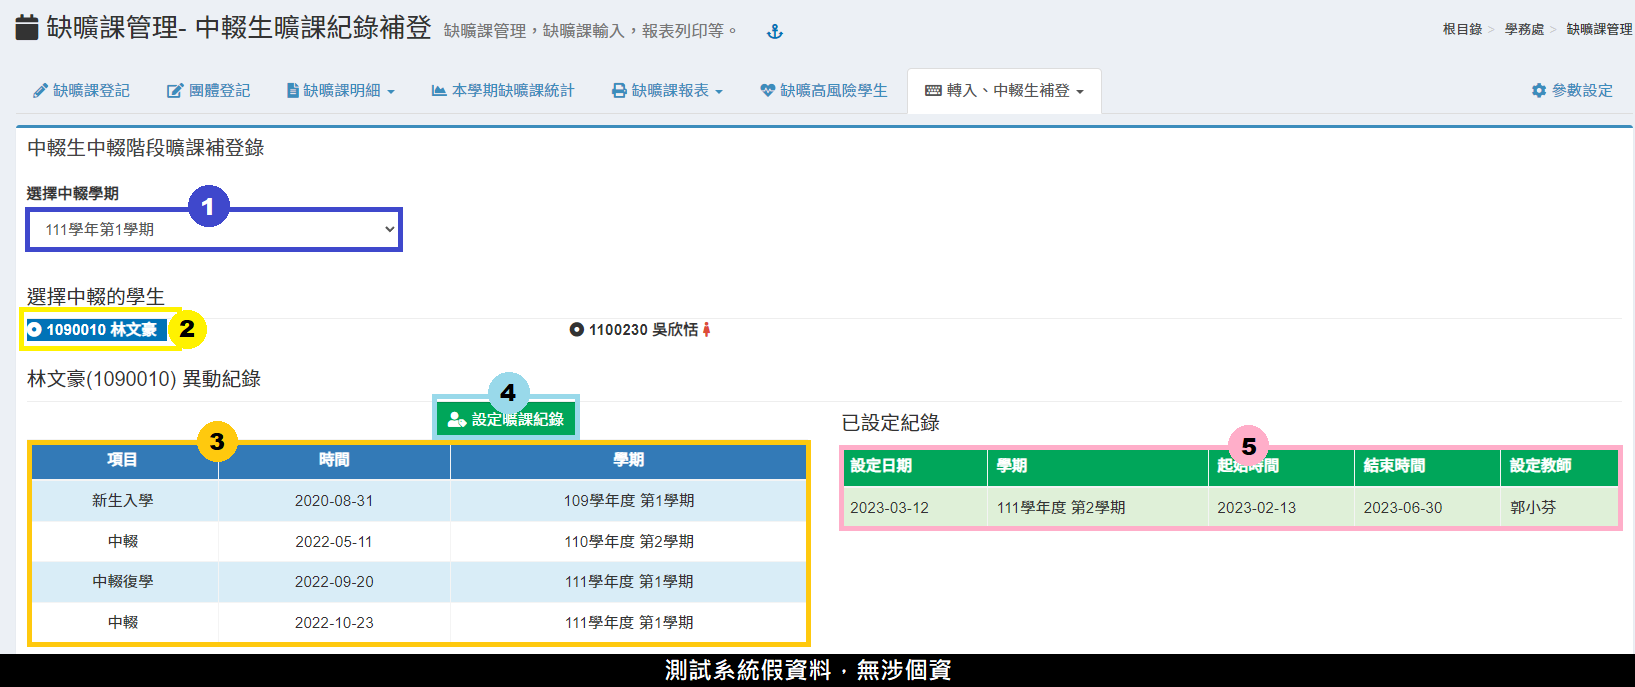 缺曠課管理- 中輟生曠課紀錄補登 缺曠課管理，缺曠課輸入，報表列印等。
根目錄 > 學務處 > 缺曠課管理
缺曠課登記 團體登記 缺曠課明細 本學期缺曠課統計 缺曠課報表 缺曠高風險學生 轉入、中輟生補登 參數設定
中輟生中輟階段曠課補登錄
選擇中輟學期
1
111學年第1學期
選擇中輟的學生
1090010 林文豪 2 1100230 吳欣恬
林文豪(1090010) 異動紀錄
4
設定曠課紀錄
3
項目 時間 學期
新生入學 2020-08-31 109學年度 第1學期
中輟 2022-05-11 110學年度 第2學期
中輟復學 2022-09-20 111學年度 第1學期
中輟 2022-10-23 111學年度 第1學期
已設定紀錄
5
設定日期 學期 起始時間 結束時間 設定教師
2023-03-12 111學年度 第2學期 2023-02-13 2023-06-30 郭小芬
測試系統假資料，無涉個資